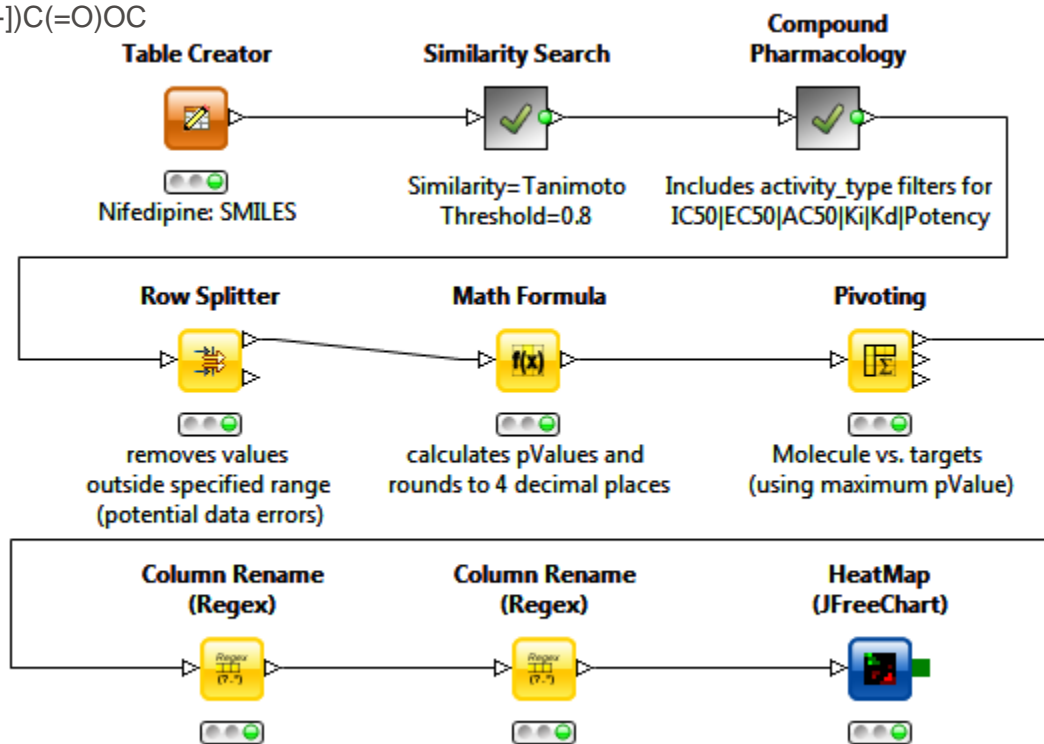 -])C(=O)OC
Table Creator
Similarity Search
Compound
Pharmacology
Nifedipine: SMILES
Similarity=Tanimoto
Threshold=0.8
Includes activity_type filters for
IC50|EC50|AC50|Ki|Kd|Potency
Row Splitter
Math Formula
Pivoting
f(x)
Σ
removes values
outside specified range
(potential data errors)
calculates pValues and
rounds to 4 decimal places
Molecule vs. targets
(using maximum pValue)
Column Rename
(Regex)
Column Rename
(Regex)
HeatMap
(JFreeChart)
Regex
(?.*)
Regex
(?.*)